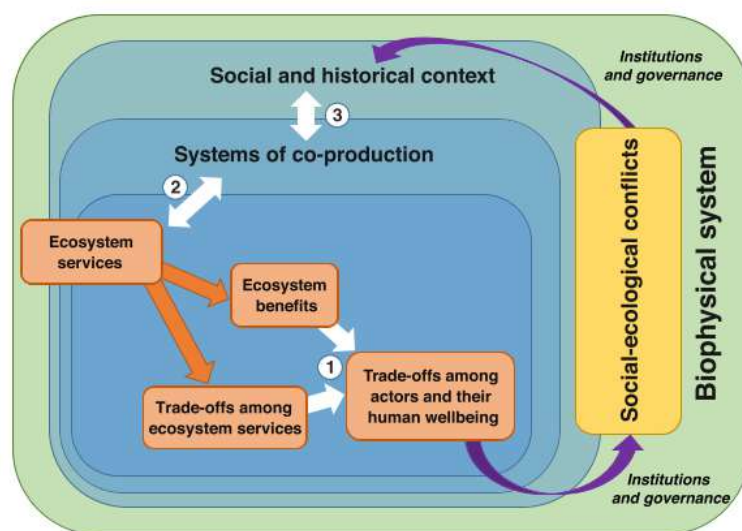 Institutions
and governance
Social and historical context
3
Systems of co-production
2
Ecosystem
services
Ecosystem
benefits
1
Trade-offs among
actors and their
human wellbeing
Trade-offs among
ecosystem services
Social-ecological conflicts
Biophysical system
Institutions
and governance